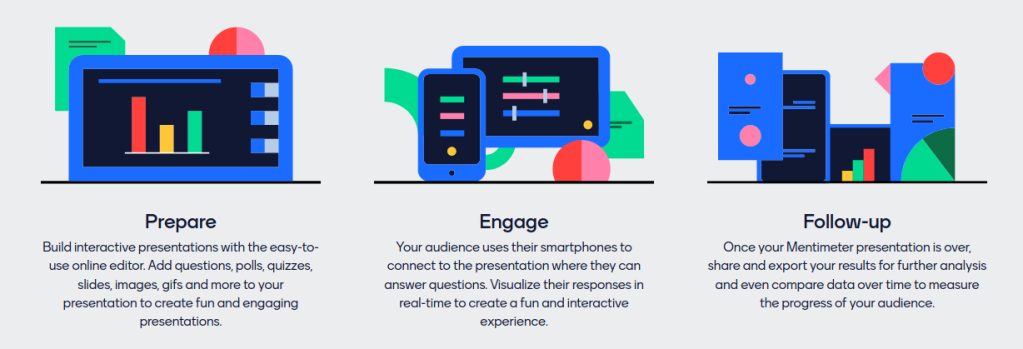 Prepare
Build interactive presentations with the easy-to-
use online editor. Add questions, polls, quizzes,
slides, images, gifs and more to your
presentation to create fun and engaging
presentations.
Engage
Your audience uses their smartphones to
connect to the presentation where they can
answer questions. Visualize their responses in
real-time to create a fun and interactive
experience.
Follow-up
Once your Mentimeter presentation is over,
share and export your results for further analysis
and even compare data over time to measure
the progress of your audience.